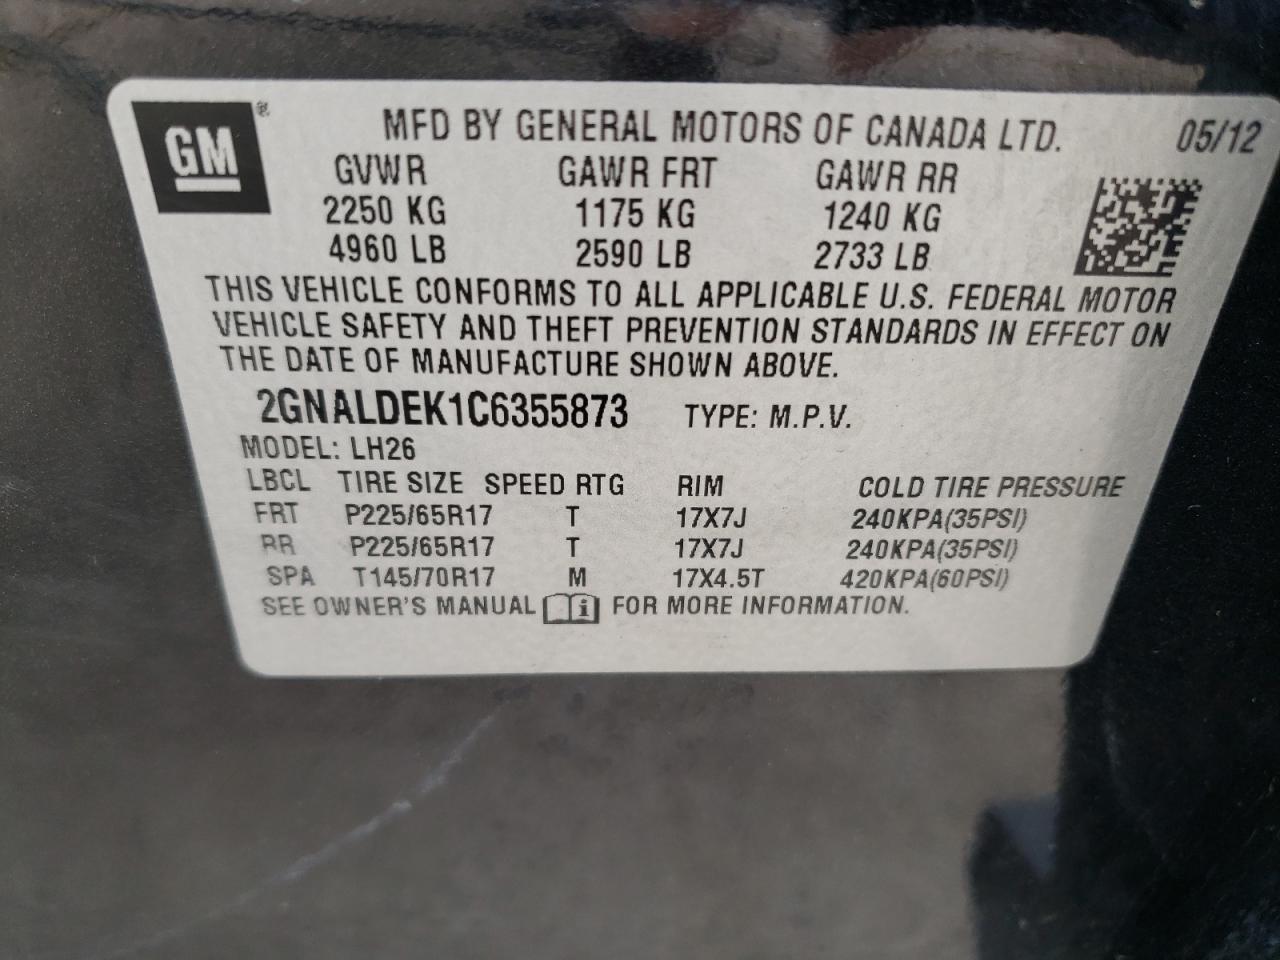 GM®
MFD BY GENERAL MOTORS OF CANADA LTD. 05/12
GVWR GAWR FRT GAWR RR
2250 KG 1175 KG 1240 KG
4960 LB 2590 LB 2733 LB
THIS VEHICLE CONFORMS TO ALL APPLICABLE U.S. FEDERAL MOTOR
VEHICLE SAFETY AND THEFT PREVENTION STANDARDS IN EFFECT ON
THE DATE OF MANUFACTURE SHOWN ABOVE.
2GNALDEK1C6355873 TYPE: M.P.V.
MODEL: LH26
LBCL TIRE SIZE SPEED RTG RIM COLD TIRE PRESSURE
FRT P225/65R17 T 17X7J 240KPA(35PSI)
RR P225/65R17 T 17X7J 240KPA(35PSI)
SPA T145/70R17 M 17X4.5T 420KPA(60PSI)
SEE OWNER'S MANUAL i FOR MORE INFORMATION.